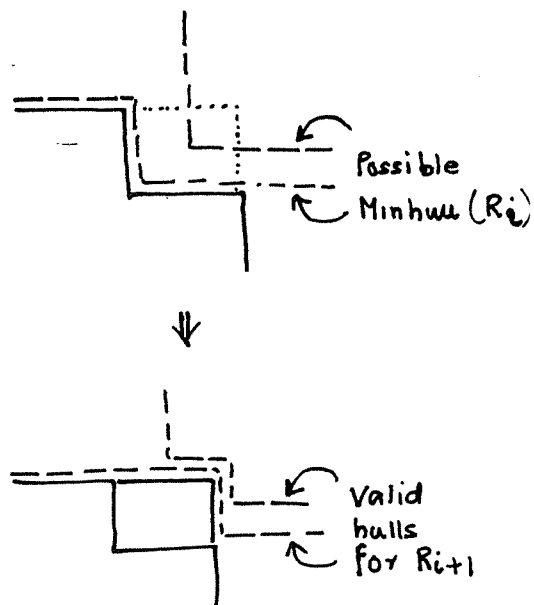 Possible
Minhull (Ri)
⇓
Valid
hulls
for Ri+1